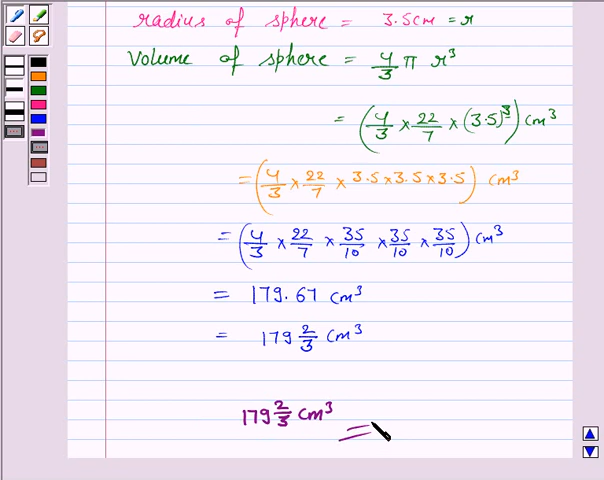 radius of sphere = 3.5cm = r
Volume of sphere = 4/3 π r³
= (4/3 × 22/7 × (3.5)³) cm³
= (4/3 × 22/7 × 3.5 × 3.5 × 3.5) cm³
= (4/3 × 22/7 × 35/10 × 35/10 × 35/10) cm³
= 179.67 cm³
= 179 2/3 cm³
179 2/3 cm³